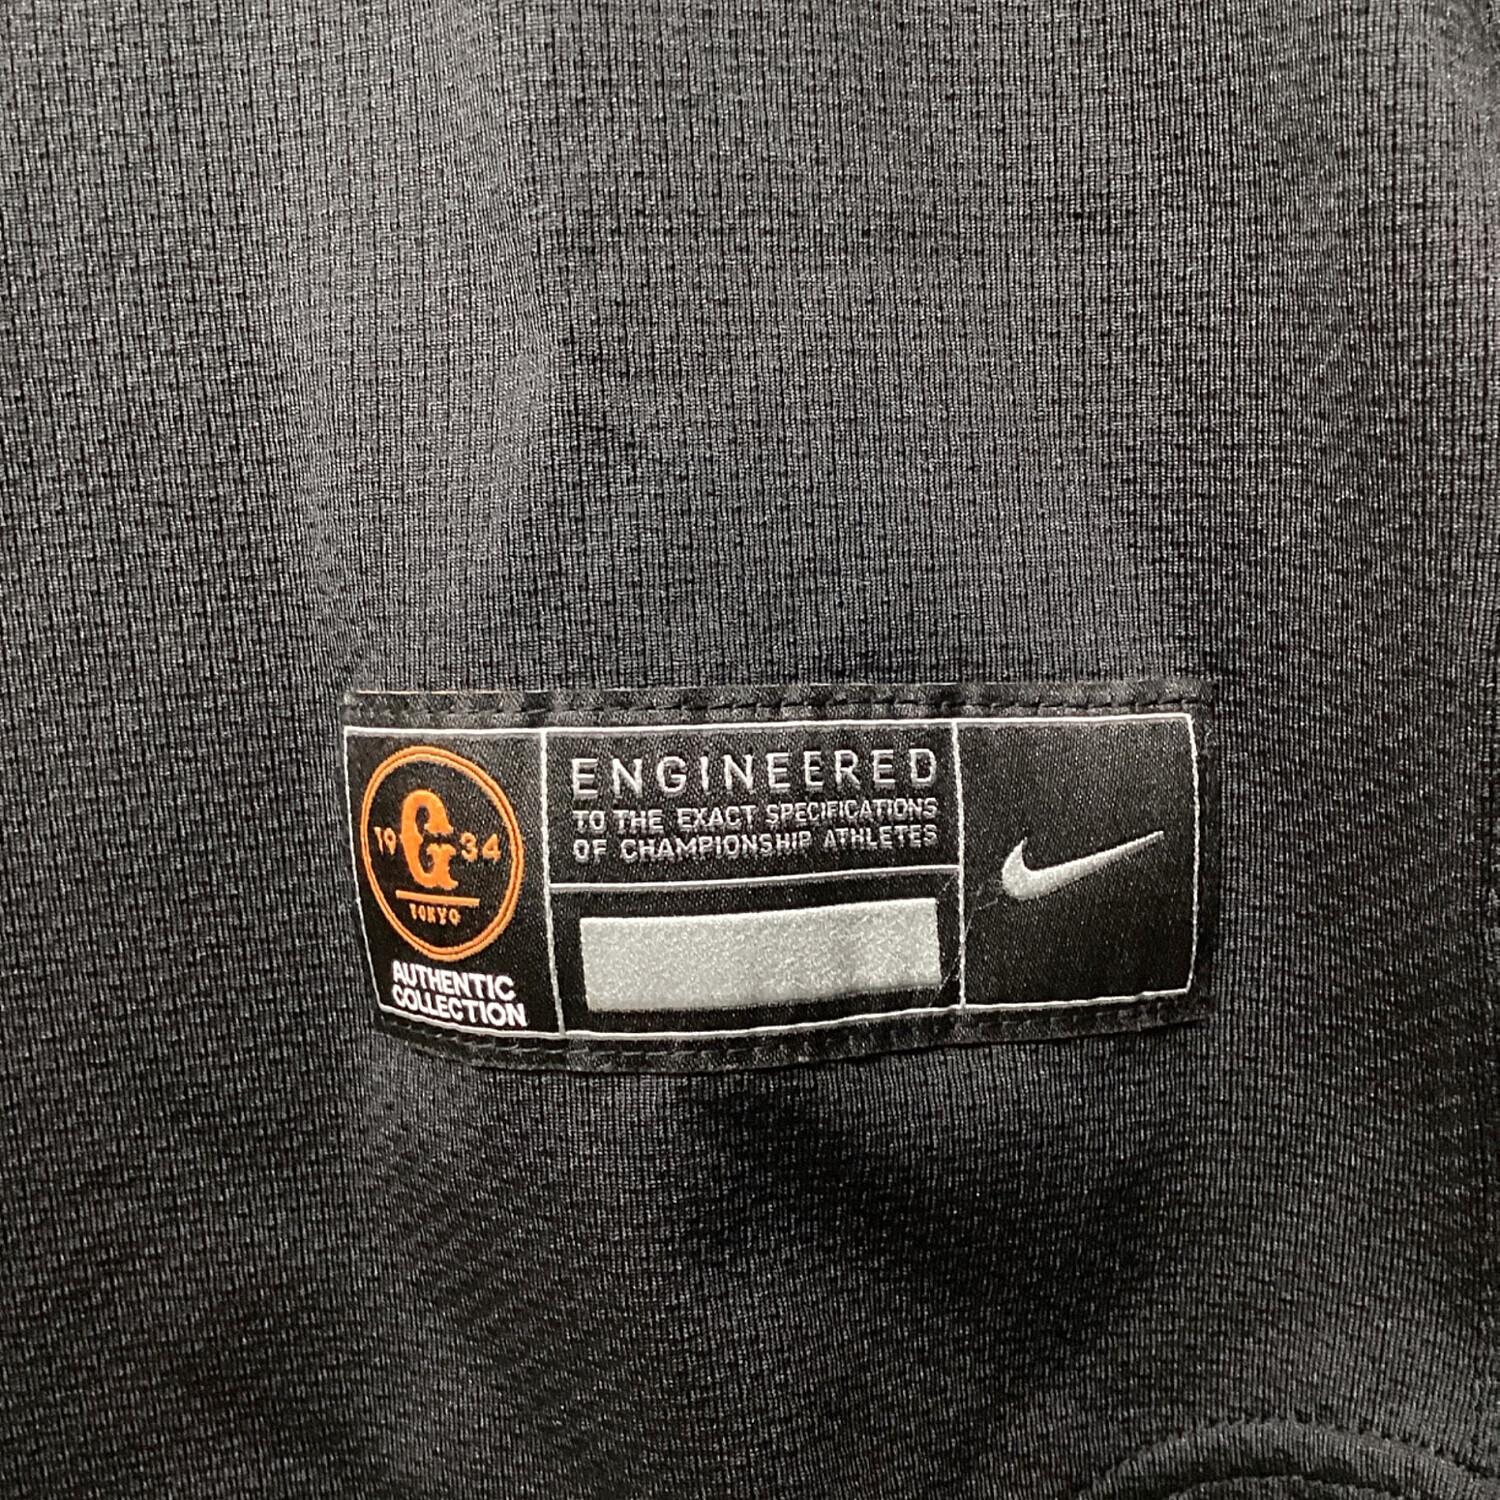 19 G 34
TOKYO
AUTHENTIC
COLLECTION
ENGINEERED
TO THE EXACT SPECIFICATIONS
OF CHAMPIONSHIP ATHLETES